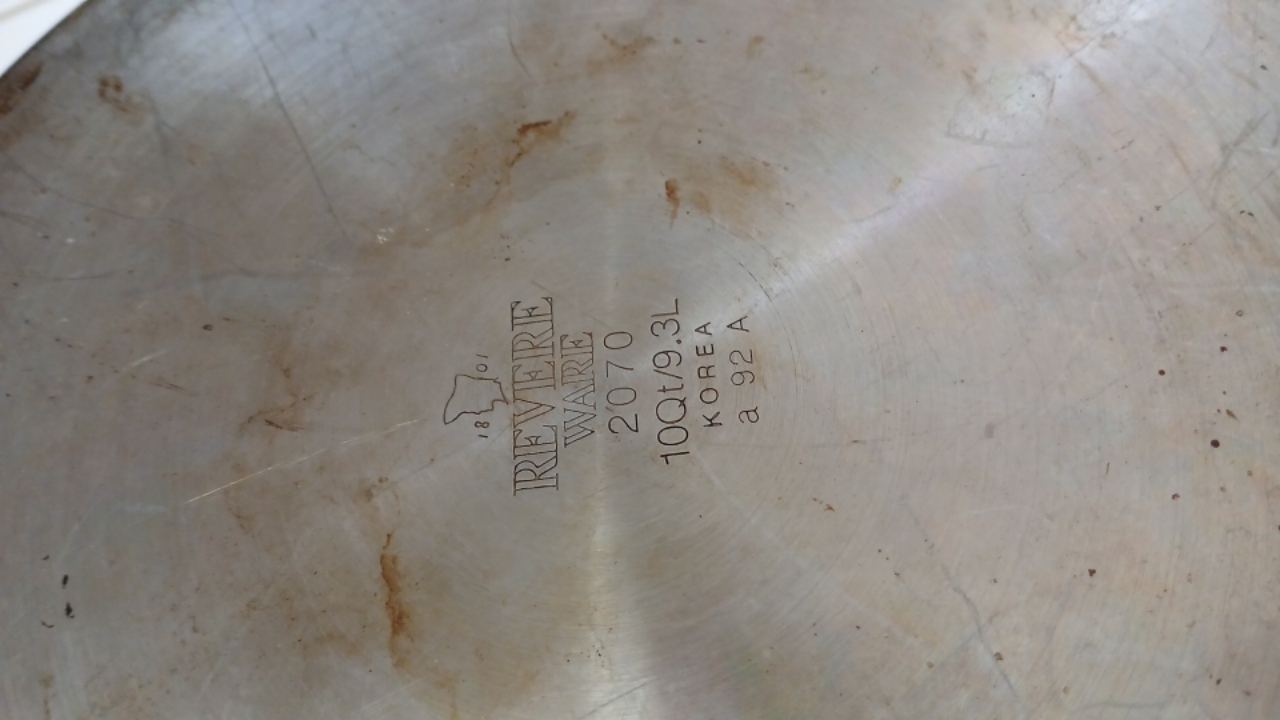 1801
REVERE
WARE
2070
10Qt/9.3L
KOREA
a 92 A